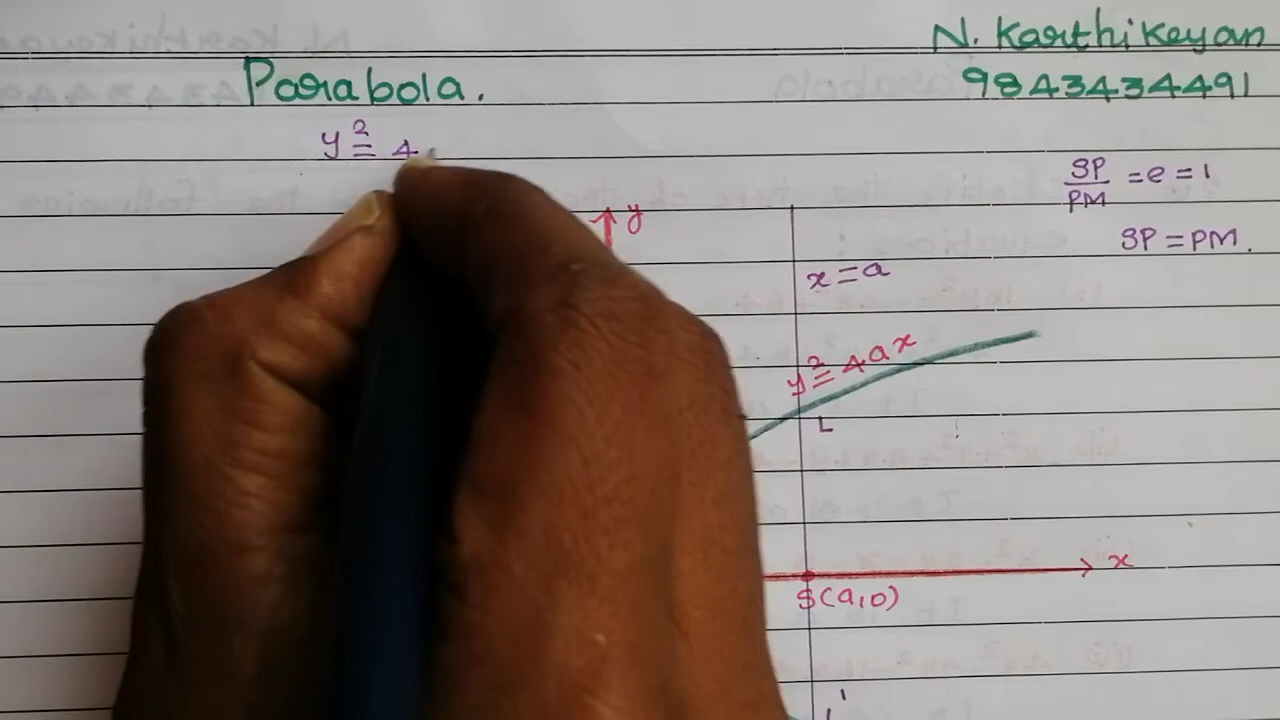 N. Karthikeyan
Parabola.
9843434491
y² = 4
SP/PM = e = 1
y
SP = PM.
x = a
y² = 4ax
L
x
S(a,0)
L'